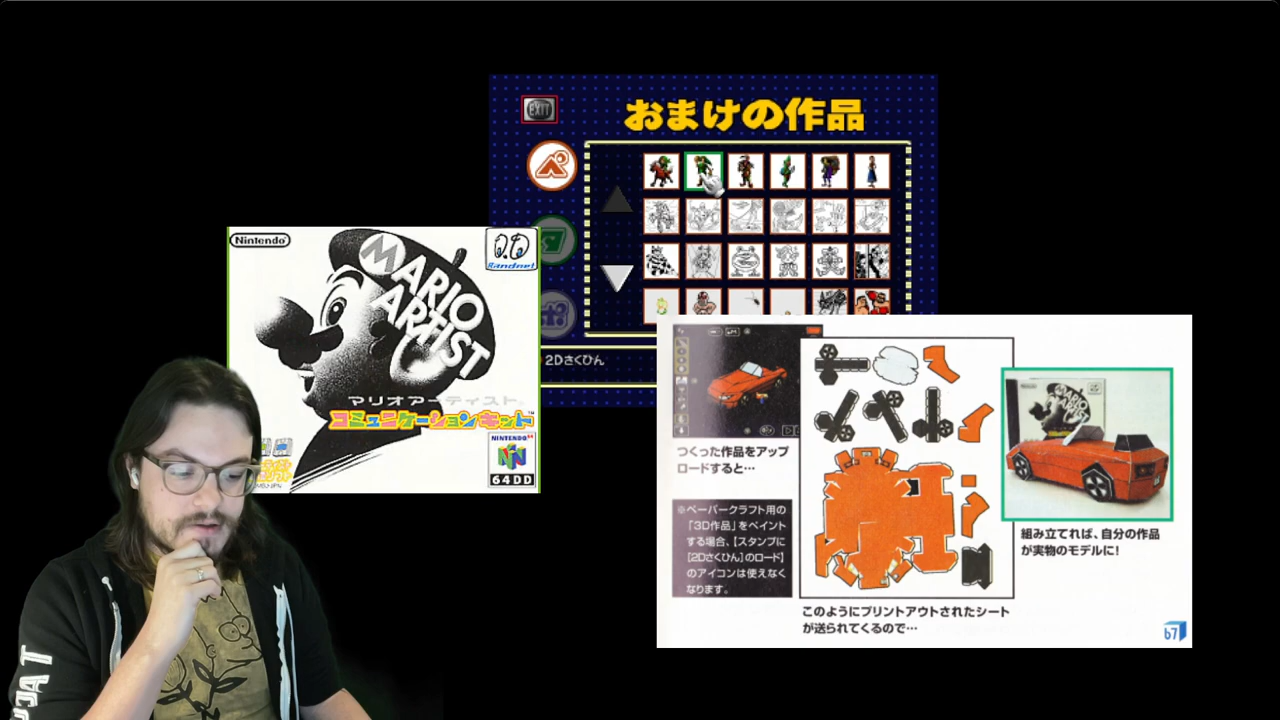 EXIT
おまけの作品
2Dさくひん
Nintendo
Randnet
MARIO
ARTIST
マリオアーティスト
コミュニケーションキット
NINTENDO
64DD
つくった作品をアップ
ロードすると…
※ペーパークラフト用の
「3D作品」をペイント
する場合、【スタンプに
[2Dさくひん]のロード】
のアイコンは使えなく
なります。
このようにプリントアウトされたシート
が送られてくるので…
MARIO
ARTIST
組み立てれば、自分の作品
が実物のモデルに!
67